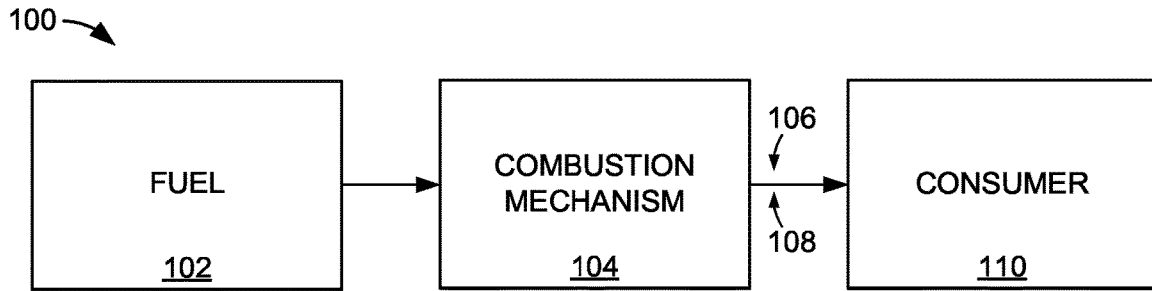 100
FUEL
102
COMBUSTION
MECHANISM
104
106
108
CONSUMER
110